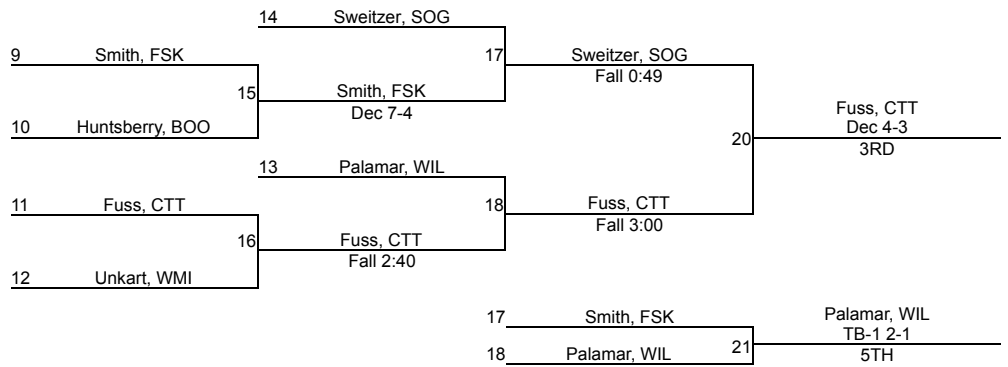 14 Sweitzer, SOG
9 Smith, FSK
17 Sweitzer, SOG
Fall 0:49
15 Smith, FSK
Dec 7-4
10 Huntsberry, BOO
20 Fuss, CTT
Dec 4-3
3RD
13 Palamar, WIL
11 Fuss, CTT
18 Fuss, CTT
Fall 3:00
16 Fuss, CTT
Fall 2:40
12 Unkart, WMI
17 Smith, FSK
21 Palamar, WIL
TB-1 2-1
5TH
18 Palamar, WIL